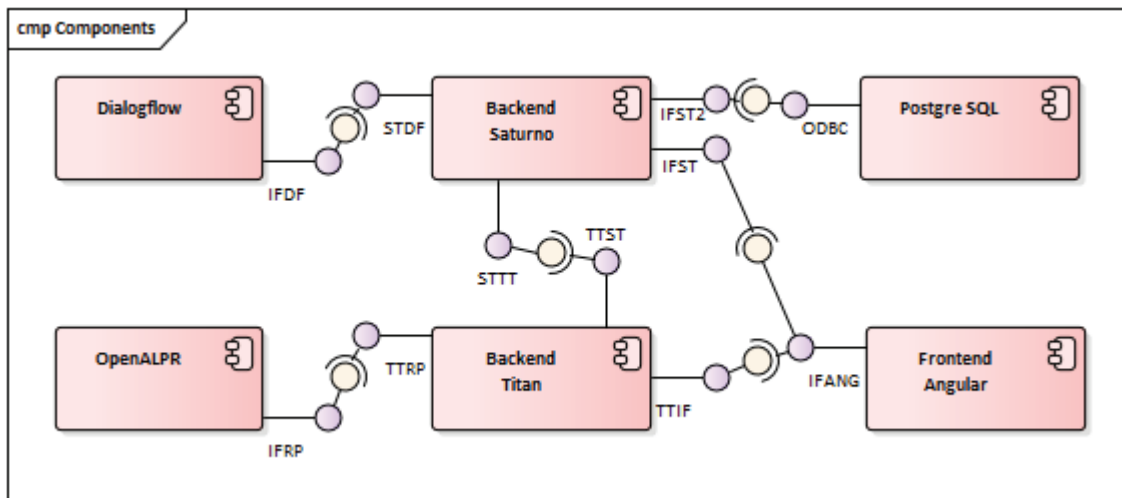 cmp Components
Dialogflow
Backend
Saturno
Postgre SQL
STDF
IFST2
ODBC
IFST
IFDF
TTST
STTT
OpenALPR
Backend
Titan
Frontend
Angular
TTRP
TTIF
IFANG
IFRP